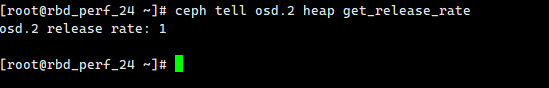 [root@rbd_perf_24 ~]# ceph tell osd.2 heap get_release_rate
osd.2 release rate: 1
[root@rbd_perf_24 ~]#